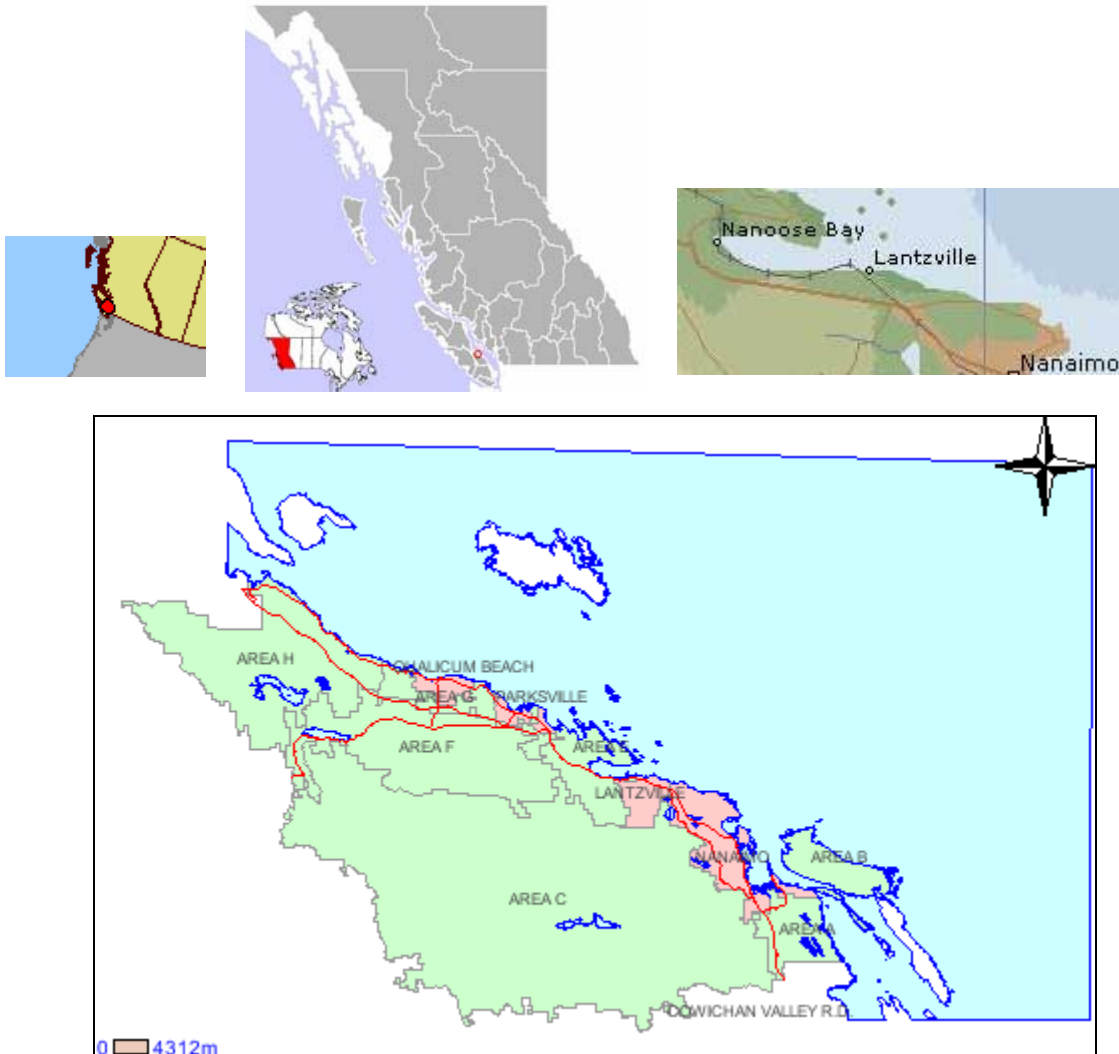 Nanoose Bay
Lantzville
Nanaimo
AREA H
QUALICUM BEACH
AREA G
PARKSVILLE
AREA F
AREA E
LANTZVILLE
NANAIMO
AREA B
AREA C
AREA A
COWICHAN VALLEY R.D.
0 4312m